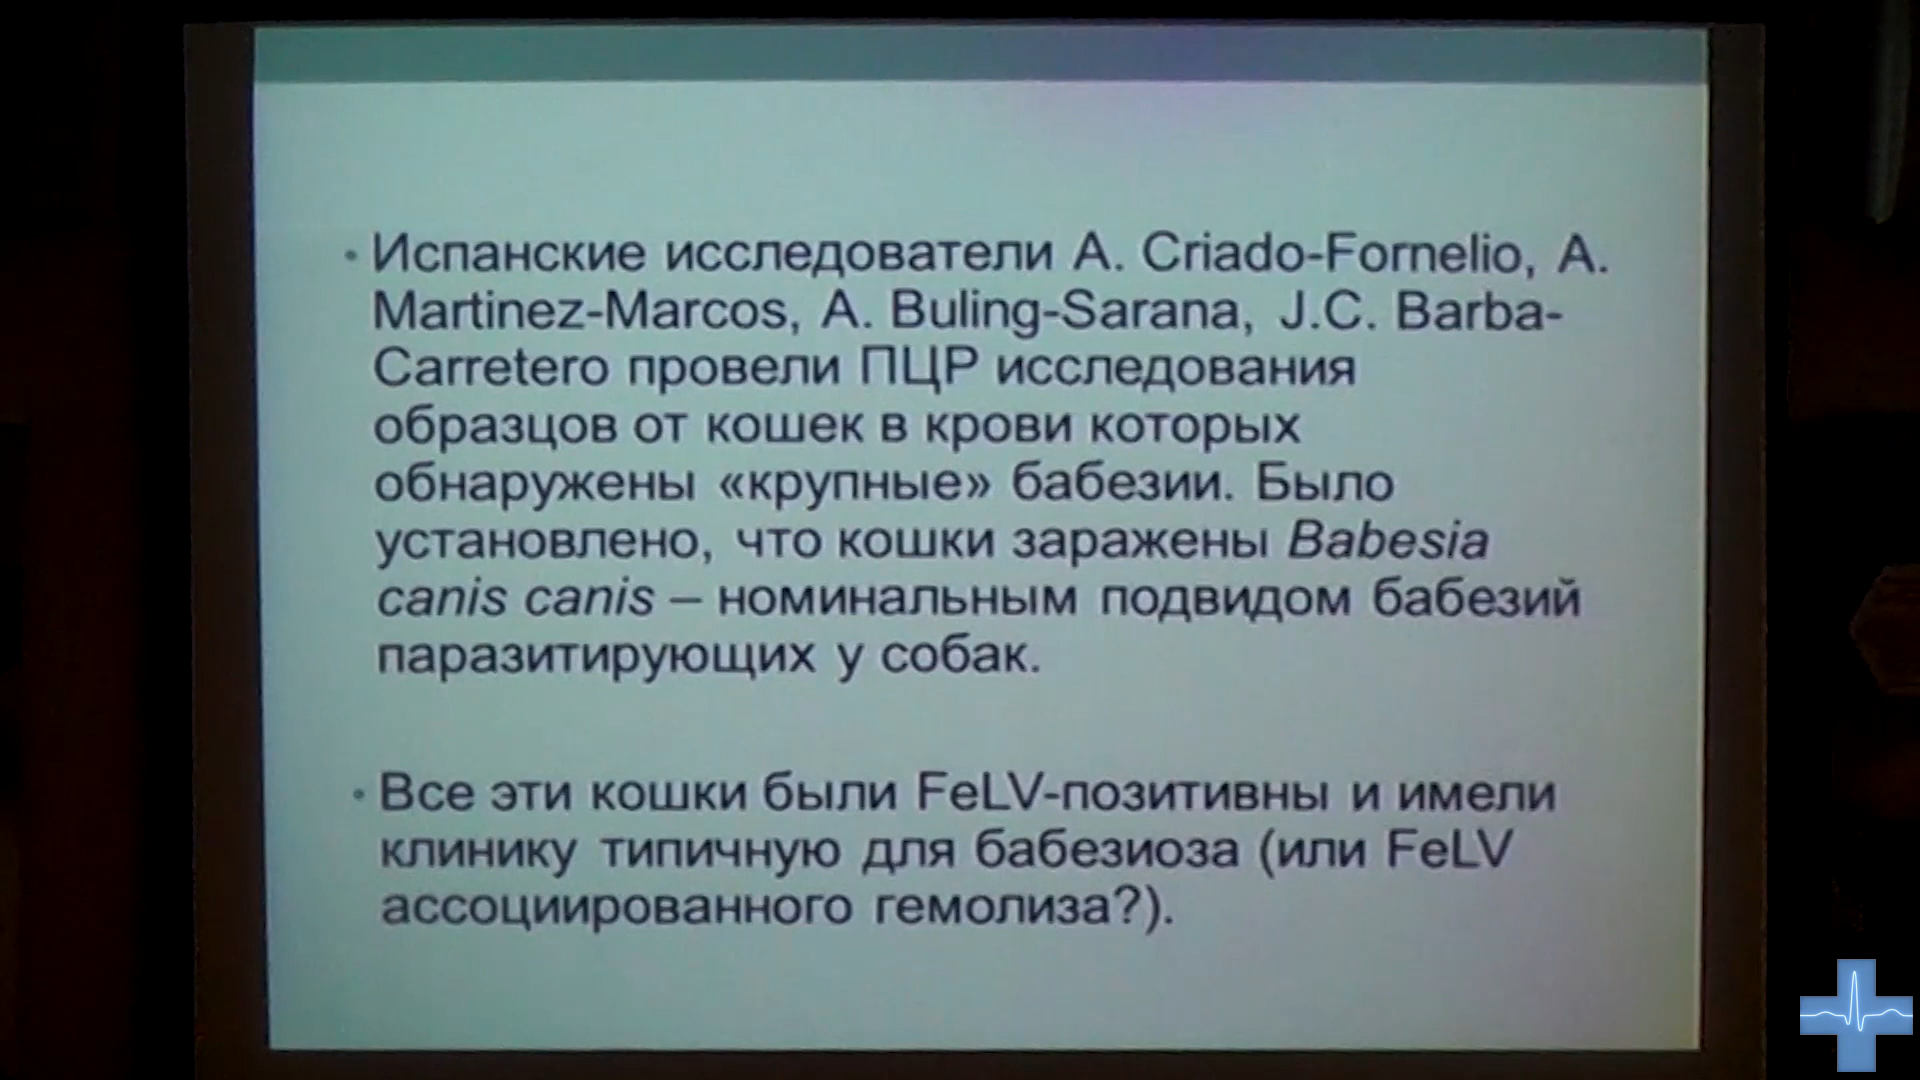 • Испанские исследователи A. Criado-Fornelio, A.
Martinez-Marcos, A. Buling-Sarana, J.C. Barba-
Carretero провели ПЦР исследования
образцов от кошек в крови которых
обнаружены «крупные» бабезии. Было
установлено, что кошки заражены Babesia
canis canis – номинальным подвидом бабезий
паразитирующих у собак.
• Все эти кошки были FeLV-позитивны и имели
клинику типичную для бабезиоза (или FeLV
ассоциированного гемолиза?).